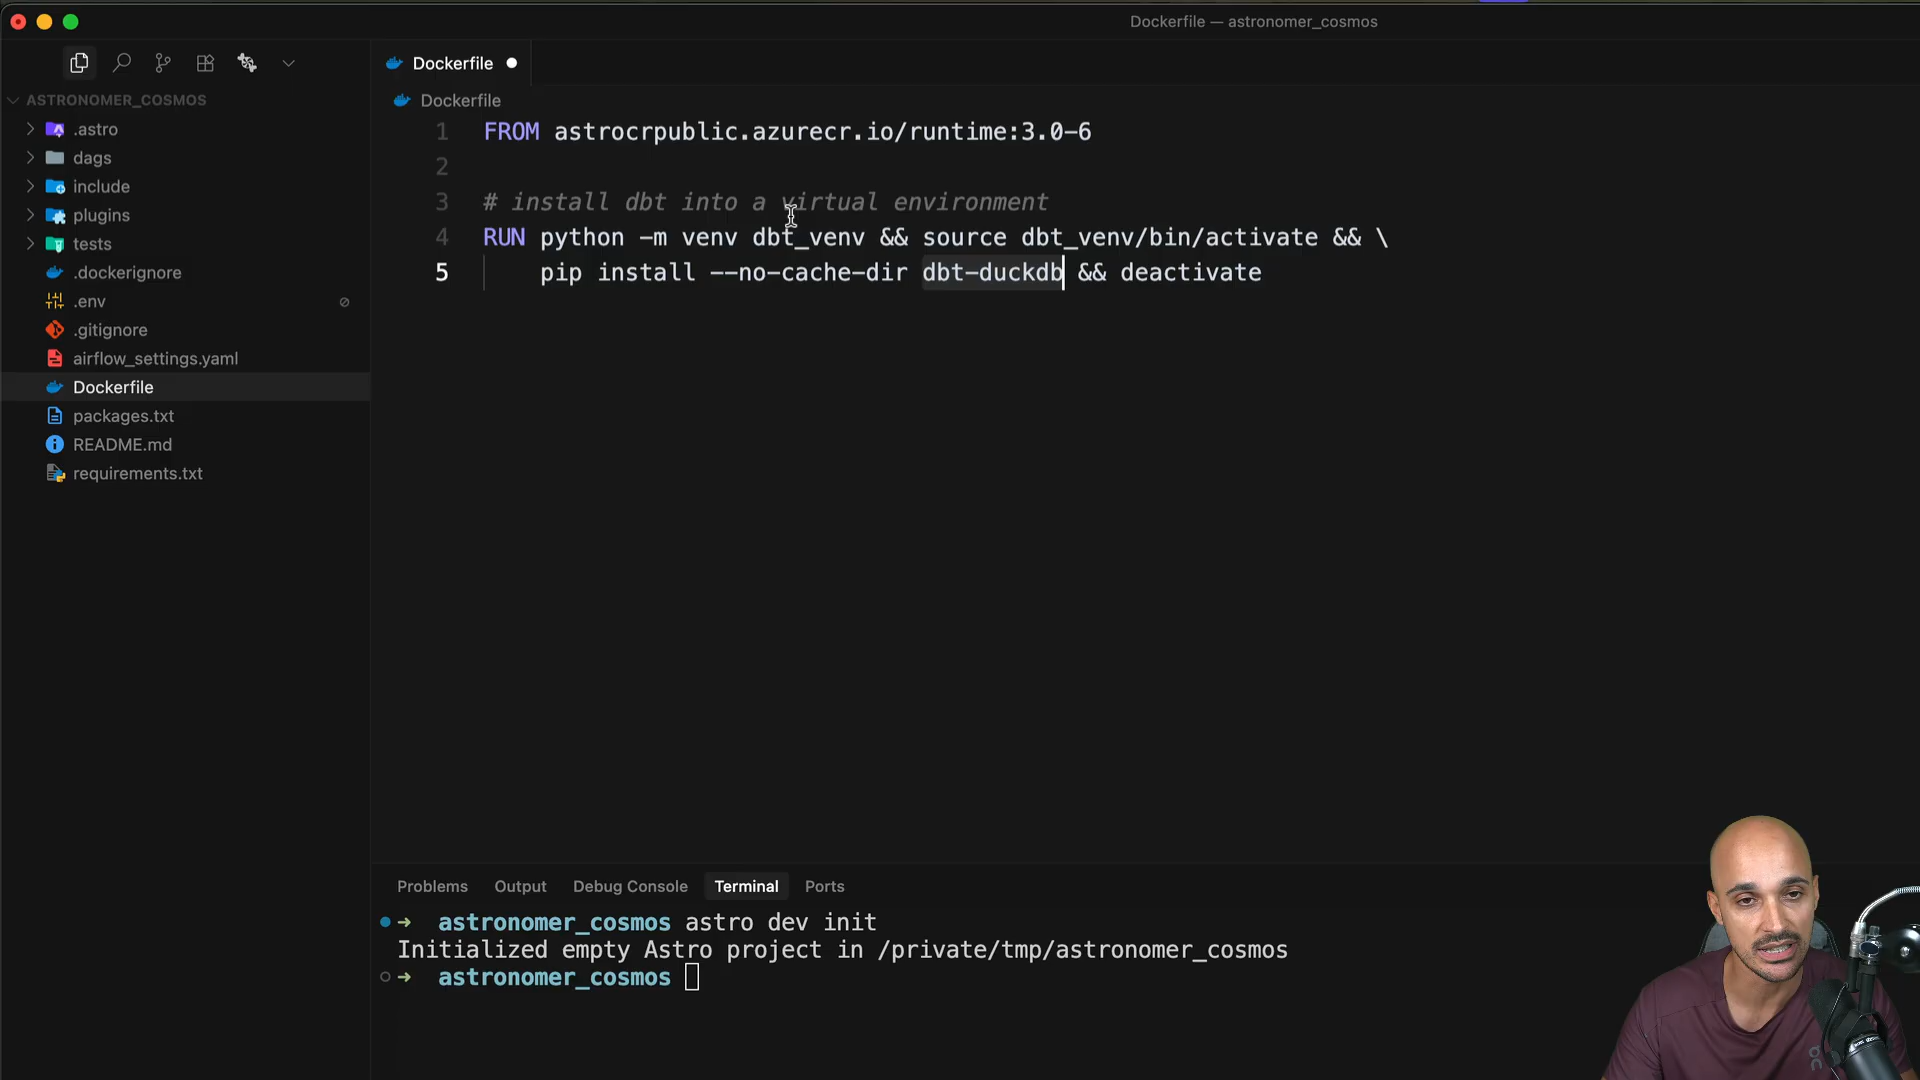 Dockerfile — astronomer_cosmos
Dockerfile
ASTRONOMER_COSMOS
.astro
dags
include
plugins
tests
.dockerignore
.env
.gitignore
airflow_settings.yaml
Dockerfile
packages.txt
README.md
requirements.txt
Dockerfile
1 FROM astrocrpublic.azurecr.io/runtime:3.0-6
2
3 # install dbt into a virtual environment
4 RUN python -m venv dbt_venv && source dbt_venv/bin/activate && \
5 pip install --no-cache-dir dbt-duckdb && deactivate
Problems Output Debug Console Terminal Ports
➜ astronomer_cosmos astro dev init
Initialized empty Astro project in /private/tmp/astronomer_cosmos
➜ astronomer_cosmos